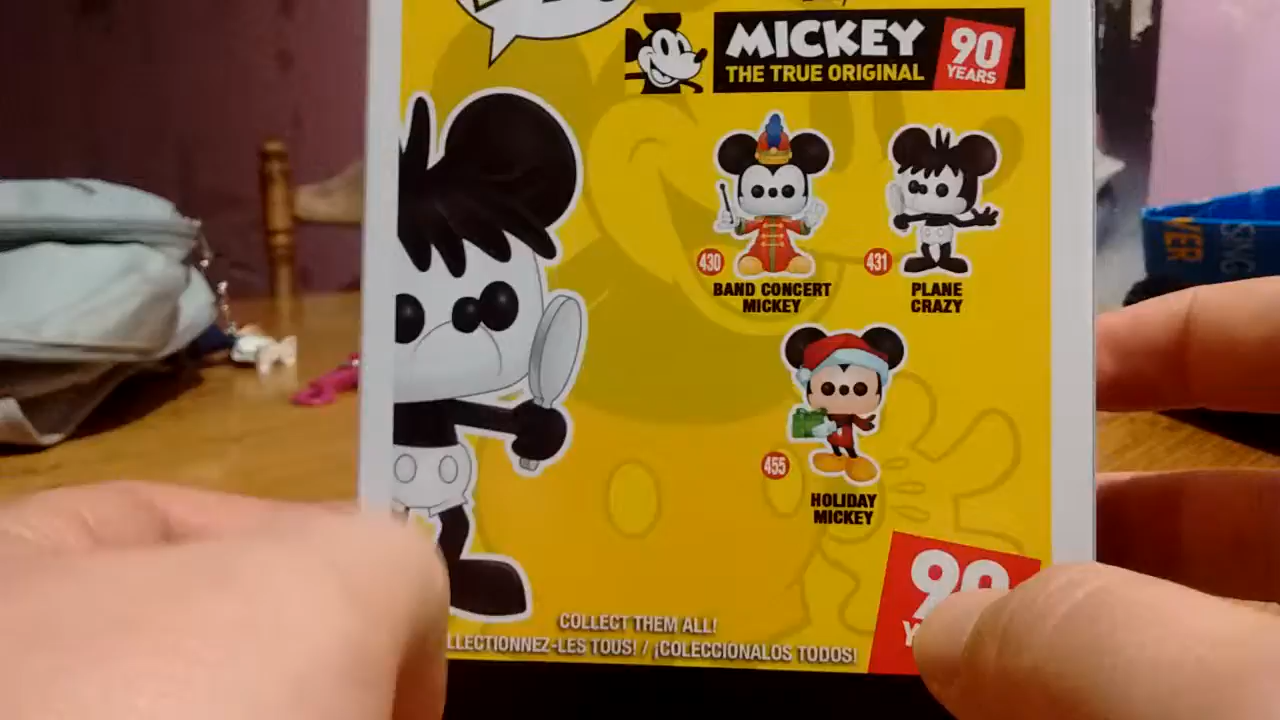 MICKEY
THE TRUE ORIGINAL
90
YEARS
430
BAND CONCERT
MICKEY
431
PLANE
CRAZY
455
HOLIDAY
MICKEY
90
COLLECT THEM ALL!
LLECTIONNEZ-LES TOUS! / ¡COLECCIONALOS TODOS!
VER